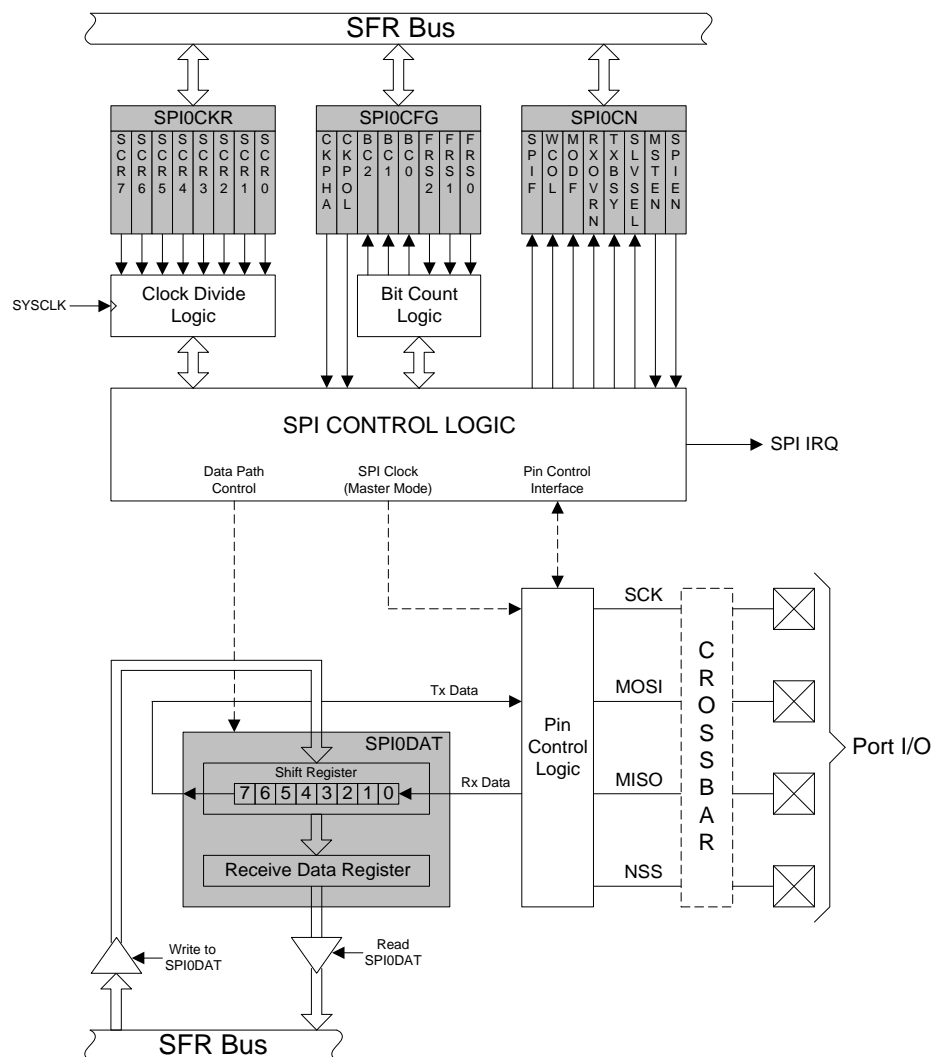 SFR Bus
SPI0CKR
SCR7
SCR6
SCR5
SCR4
SCR3
SCR2
SCR1
SCR0
SPI0CFG
CKPHA
CKPOL
BC2
BC1
BC0
FRS2
FRS1
FRS0
SPI0CN
SPIF
WCOL
MODF
RXOVRN
TXBSY
SLVSEL
MSTEN
SPIEN
SYSCLK
Clock Divide
Logic
Bit Count
Logic
SPI CONTROL LOGIC
SPI IRQ
Data Path
Control
SPI Clock
(Master Mode)
Pin Control
Interface
SCK
MOSI
MISO
NSS
Pin
Control
Logic
CROSSBAR
Port I/O
Tx Data
SPI0DAT
Shift Register
7 6 5 4 3 2 1 0
Rx Data
Receive Data Register
Write to
SPI0DAT
Read
SPI0DAT
SFR Bus